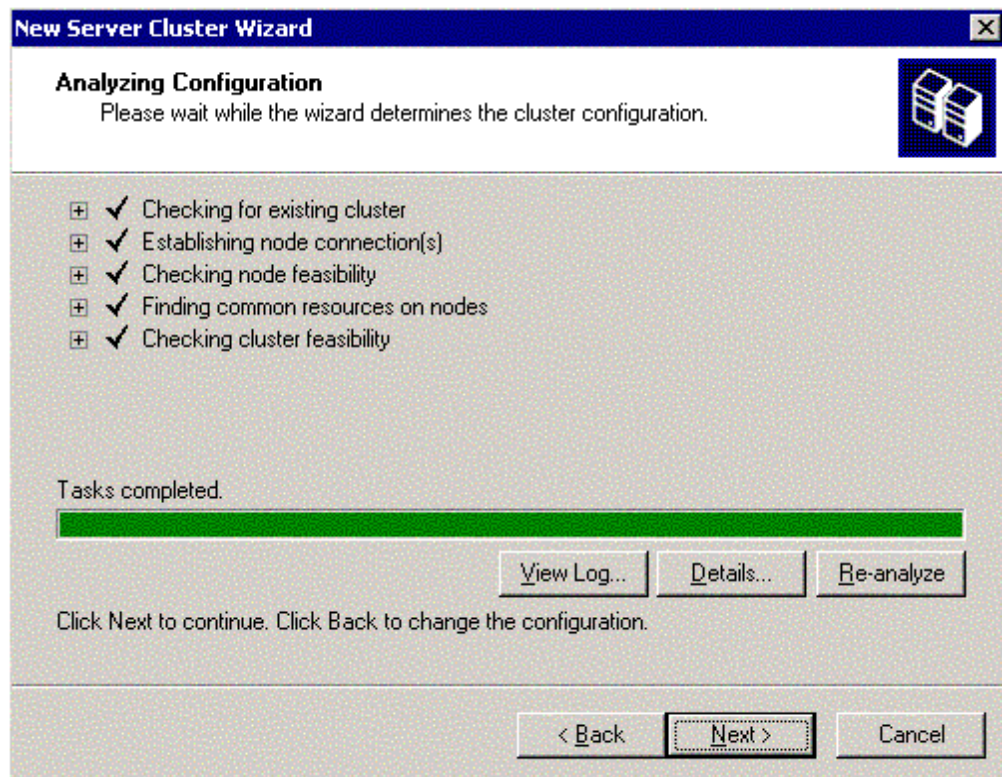 New Server Cluster Wizard
Analyzing Configuration
Please wait while the wizard determines the cluster configuration.
Checking for existing cluster
Establishing node connection(s)
Checking node feasibility
Finding common resources on nodes
Checking cluster feasibility
Tasks completed.
View Log... Details... Re-analyze
Click Next to continue. Click Back to change the configuration.
< Back Next > Cancel